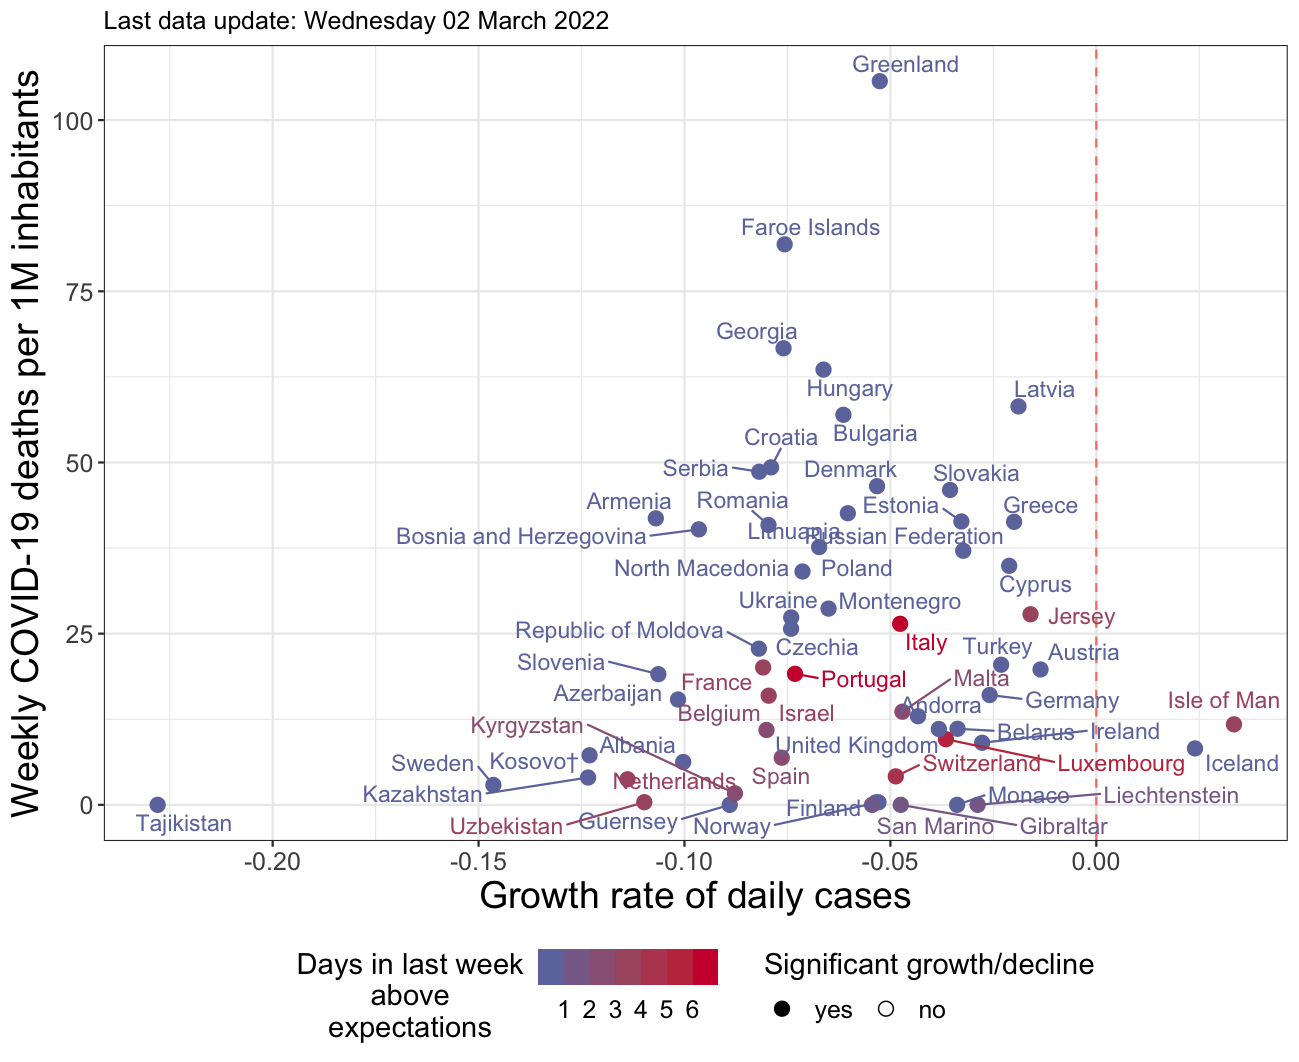 Last data update: Wednesday 02 March 2022
Weekly COVID-19 deaths per 1M inhabitants
100
75
50
25
0
Greenland
Faroe Islands
Georgia
Hungary
Latvia
Bulgaria
Croatia
Serbia
Denmark
Slovakia
Armenia
Romania
Estonia
Greece
Bosnia and Herzegovina
Lithuania
Russian Federation
North Macedonia
Poland
Cyprus
Ukraine
Montenegro
Jersey
Republic of Moldova
Czechia
Italy
Turkey
Austria
Slovenia
France
Portugal
Malta
Azerbaijan
Germany
Isle of Man
Andorra
Belgium
Israel
Kyrgyzstan
Belarus
Ireland
Albania
United Kingdom
Sweden
Kosovo†
Switzerland
Luxembourg
Iceland
Netherlands
Spain
Kazakhstan
Monaco
Liechtenstein
Finland
Tajikistan
Uzbekistan
Guernsey
Norway
San Marino
Gibraltar
-0.20
-0.15
-0.10
-0.05
0.00
Growth rate of daily cases
Days in last week
above
expectations
1 2 3 4 5 6
Significant growth/decline
yes
no